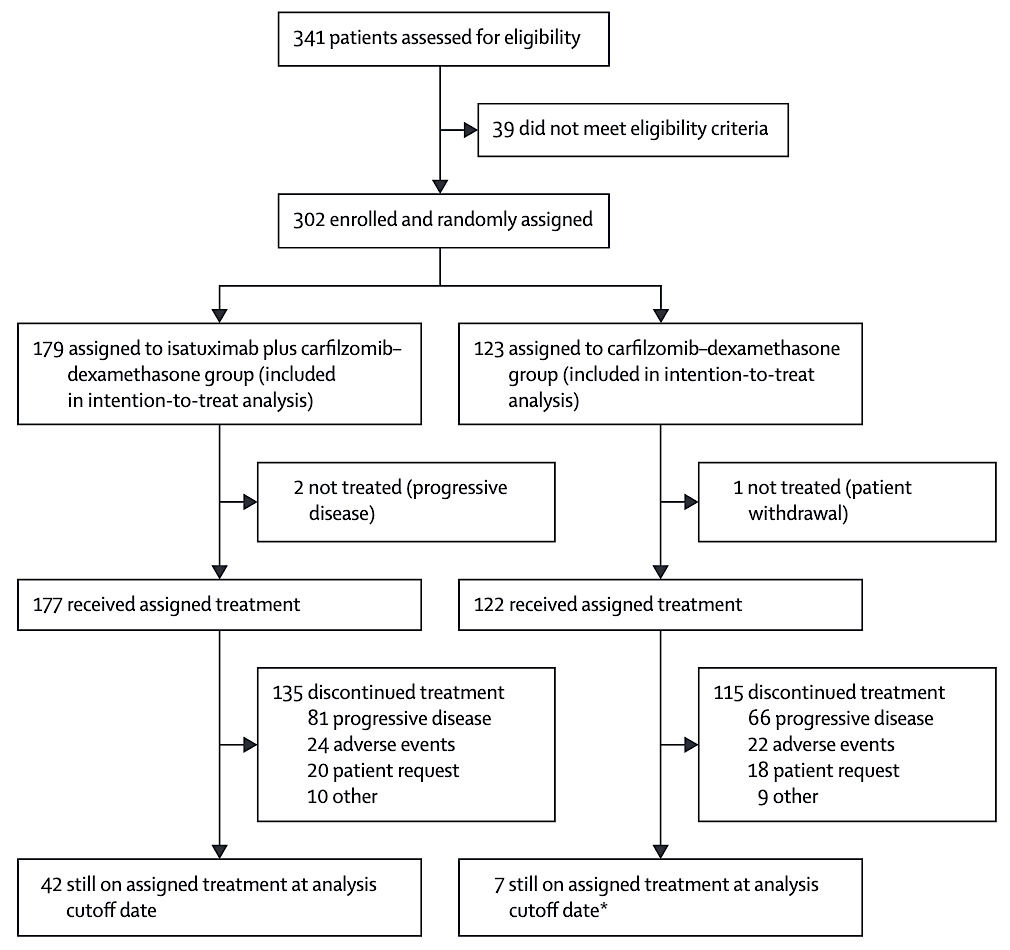 341 patients assessed for eligibility
39 did not meet eligibility criteria
302 enrolled and randomly assigned
179 assigned to isatuximab plus carfilzomib–
dexamethasone group (included
in intention-to-treat analysis)
123 assigned to carfilzomib–dexamethasone
group (included in intention-to-treat
analysis)
2 not treated (progressive
disease)
1 not treated (patient
withdrawal)
177 received assigned treatment
122 received assigned treatment
135 discontinued treatment
81 progressive disease
24 adverse events
20 patient request
10 other
115 discontinued treatment
66 progressive disease
22 adverse events
18 patient request
9 other
42 still on assigned treatment at analysis
cutoff date
7 still on assigned treatment at analysis
cutoff date*